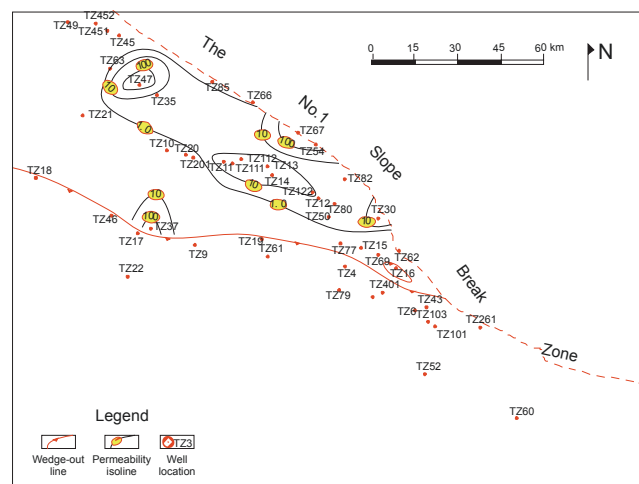 TZ452
TZ49
TZ451
TZ45
The
N
0 15 30 45 60 km
TZ63
100
TZ47
10
TZ85
TZ35
TZ66
No.1
TZ21
1.0
10
TZ67
100
TZ54
Slope
TZ10
TZ20
TZ201
TZ11
TZ112
TZ111
TZ13
TZ14
TZ82
TZ18
10
10
TZ122
TZ12
1.0
TZ80
TZ50
TZ30
10
TZ46
100
TZ37
TZ17
TZ9
TZ19
TZ61
TZ77
TZ15
TZ62
TZ69
TZ16
TZ4
TZ22
Break
TZ79
TZ401
TZ43
TZ6
TZ103
TZ101
TZ261
Zone
TZ52
TZ60
Legend
TZ3
Wedge-out
line
Permeability
isoline
Well
location